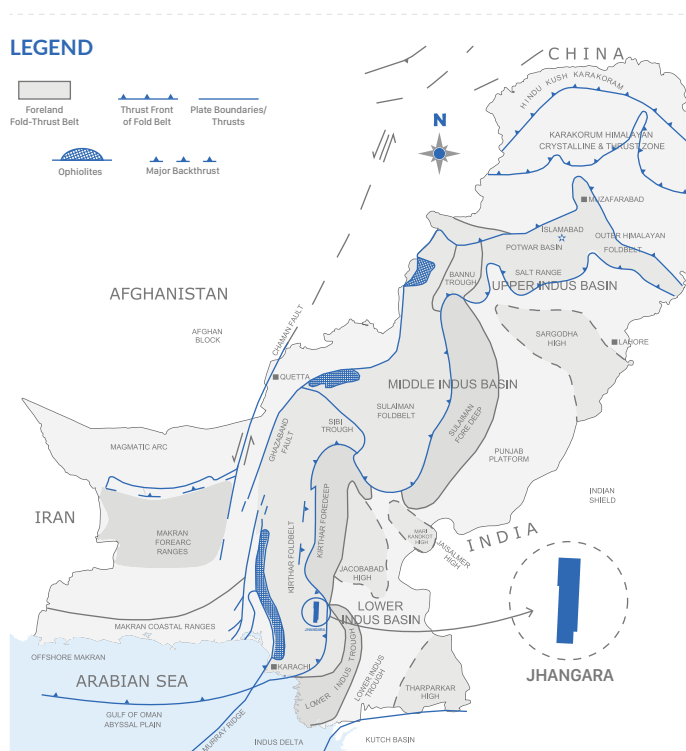 LEGEND
Foreland
Fold-Thrust Belt
Thrust Front
of Fold Belt
Plate Boundaries/
Thrusts
Ophiolites
Major Backthrust
N
CHINA
HINDU KUSH KARAKORAM
KARAKORUM HIMALAYAN
CRYSTALLINE & THRUST ZONE
MUZAFARABAD
ISLAMABAD
OUTER HIMALAYAN
FOLDBELT
POTWAR BASIN
BANNU
TROUGH
SALT RANGE
UPPER INDUS BASIN
AFGHANISTAN
AFGHAN
BLOCK
CHAMAN FAULT
SARGODHA
HIGH
LAHORE
QUETTA
MIDDLE INDUS BASIN
SULAIMAN
FOLDBELT
SULAIMAN
FORE DEEP
SIBI
TROUGH
GHAZABAND
FAULT
PUNJAB
PLATFORM
MAGMATIC ARC
INDIAN
SHIELD
IRAN
MAKRAN
FOREARC
RANGES
KIRTHAR FOLDBELT
KIRTHAR FOREDEEP
MARI
KANDKOT
HIGH
JAISALMER
HIGH
INDIA
JACOBABAD
HIGH
LOWER
INDUS BASIN
JHANGARA
JHANGARA
MAKRAN COASTAL RANGES
OFFSHORE MAKRAN
KARACHI
ARABIAN SEA
LOWER INDUS TROUGH
LOWER INDUS
TROUGH
THARPARKAR
HIGH
GULF OF OMAN
ABYSSAL PLAIN
MURRAY RIDGE
INDUS DELTA
KUTCH BASIN